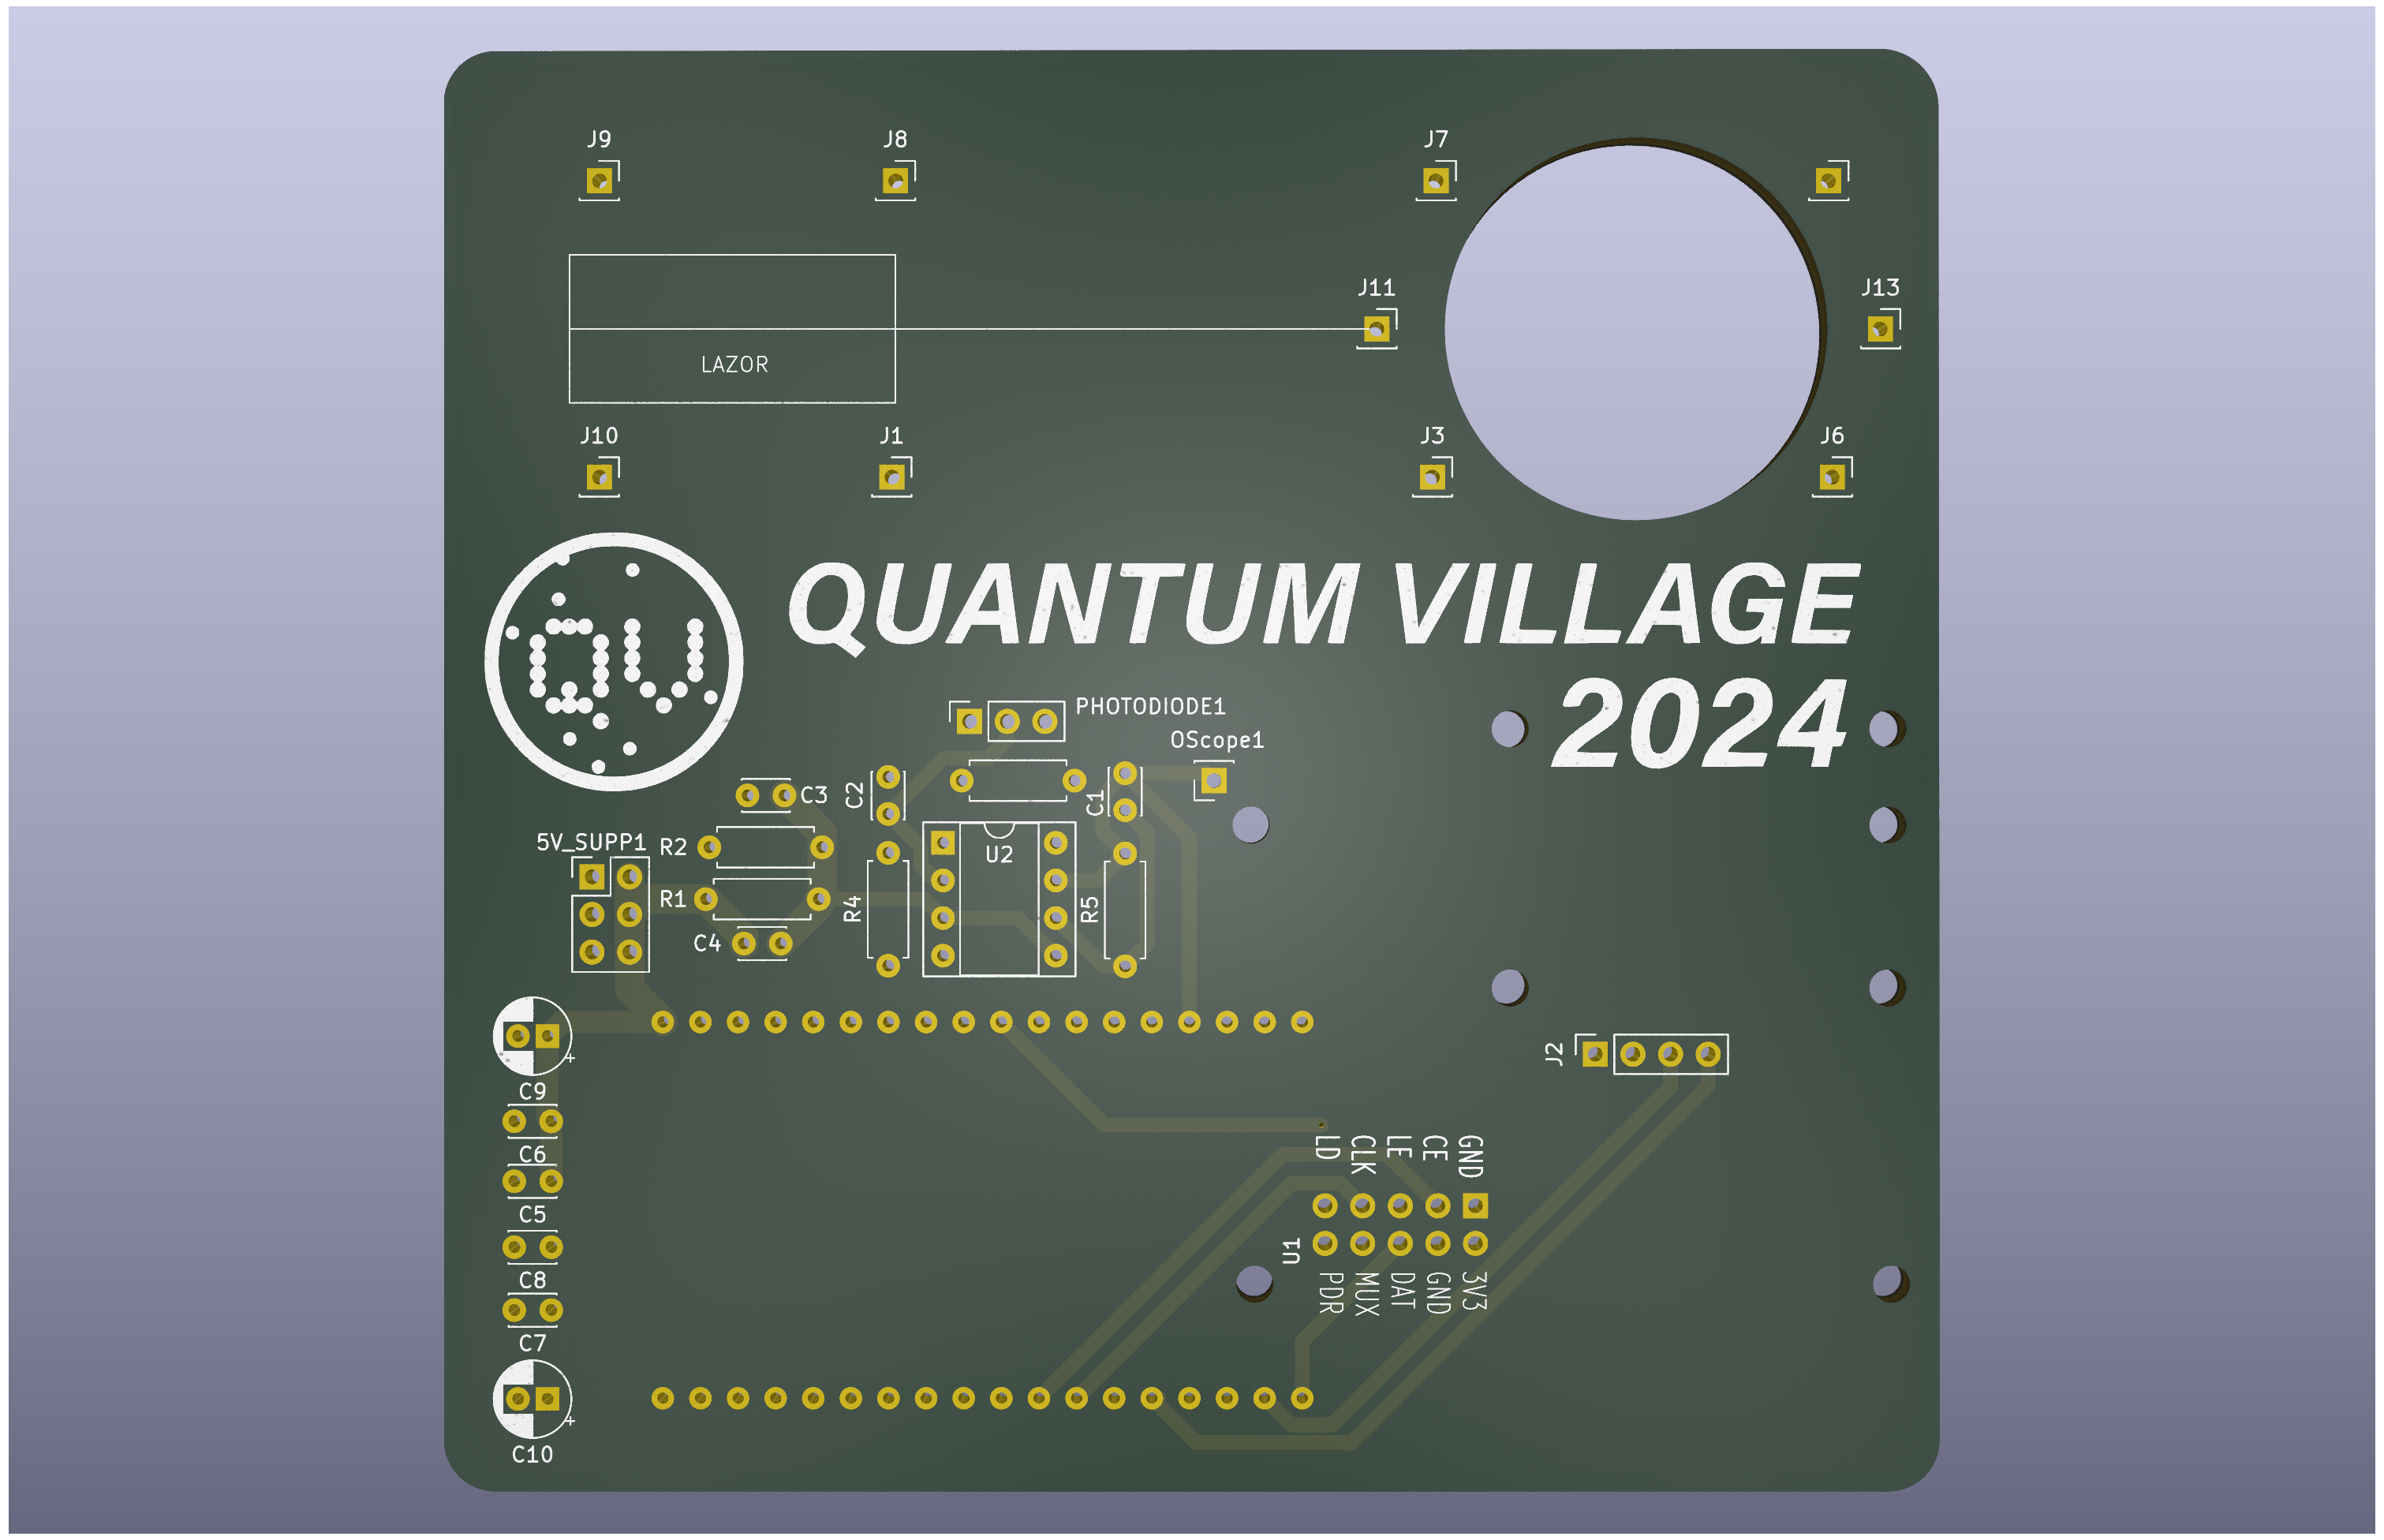 J9
J8
J7
J11
J13
LAZOR
J10
J1
J3
J6
QV
QUANTUM VILLAGE
2024
PHOTODIODE1
OScope1
C3
C2
C1
5V_SUPP1
R2
U2
R1
R4
R5
C4
J2
+
C9
C6
C5
C8
C7
+
C10
LD
CLK
LE
CE
GND
U1
PDR
MUX
DAT
GND
3V3